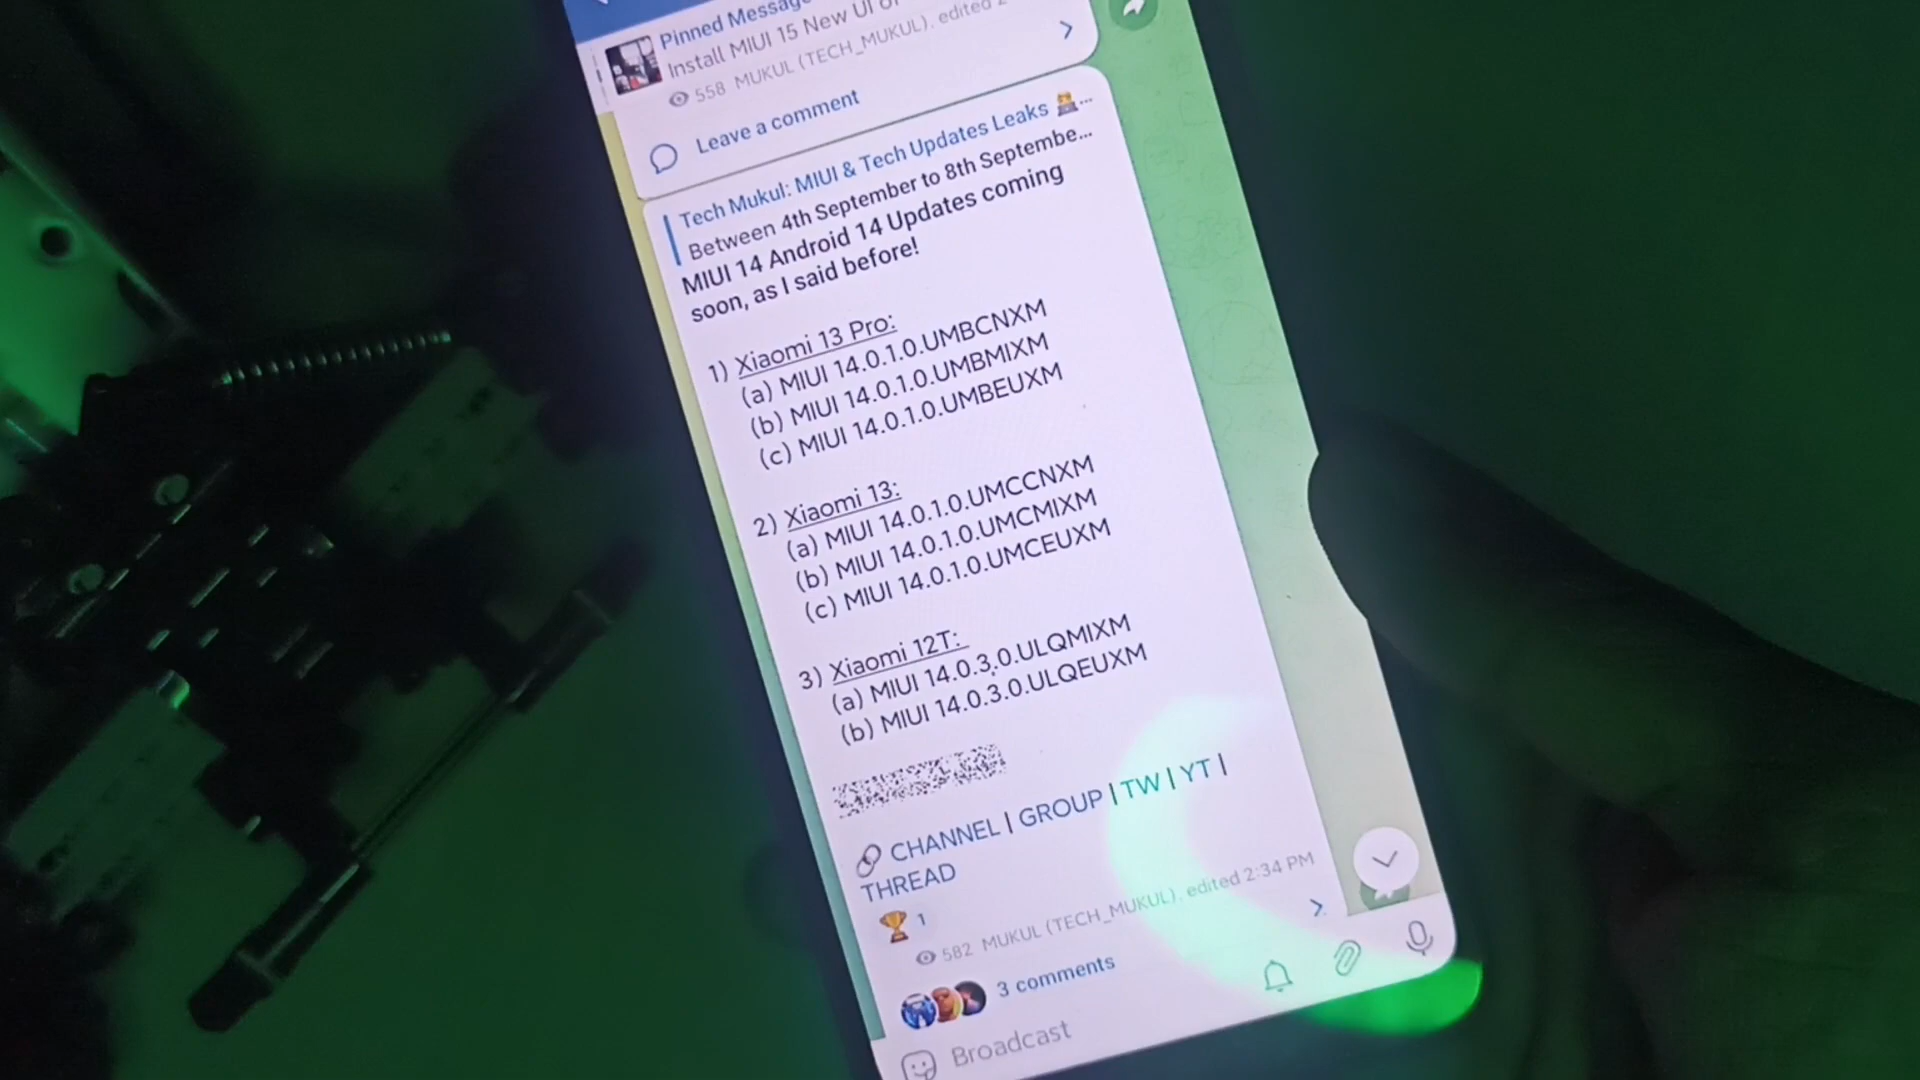 Pinned Message
Install MIUI 15 New UI
558 MUKUL (TECH_MUKUL), edited
Leave a comment
Tech Mukul: MIUI & Tech Updates Leaks 👨‍💻...
Between 4th September to 8th Septembe...
MIUI 14 Android 14 Updates coming
soon, as I said before!
1) Xiaomi 13 Pro:
(a) MIUI 14.0.1.0.UMBCNXM
(b) MIUI 14.0.1.0.UMBMIXM
(c) MIUI 14.0.1.0.UMBEUXM
2) Xiaomi 13:
(a) MIUI 14.0.1.0.UMCCNXM
(b) MIUI 14.0.1.0.UMCMIXM
(c) MIUI 14.0.1.0.UMCEUXM
3) Xiaomi 12T:
(a) MIUI 14.0.3.0.ULQMIXM
(b) MIUI 14.0.3.0.ULQEUXM
🔗 CHANNEL | GROUP | TW | YT |
THREAD
🏆 1
582 MUKUL (TECH_MUKUL), edited 2:34 PM
3 comments
Broadcast